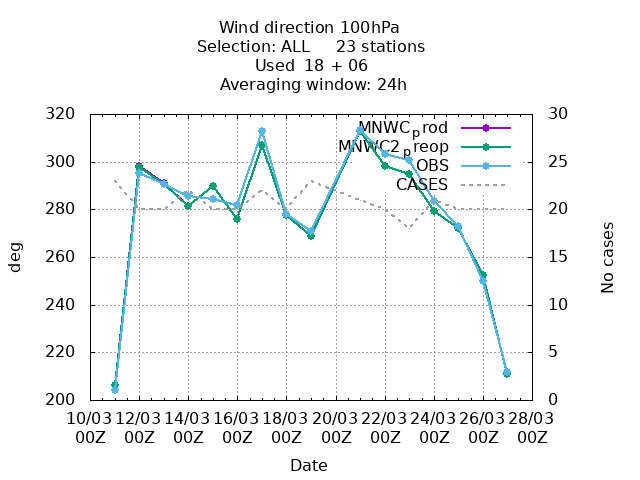 Wind direction 100hPa
Selection: ALL 23 stations
Used 18 + 06
Averaging window: 24h
MNWCprod
MNWC2preop
OBS
CASES
320
300
280
260
240
220
200
deg
30
25
20
15
10
5
0
No cases
10/03 12/03 14/03 16/03 18/03 20/03 22/03 24/03 26/03 28/03
00Z 00Z 00Z 00Z 00Z 00Z 00Z 00Z 00Z 00Z
Date